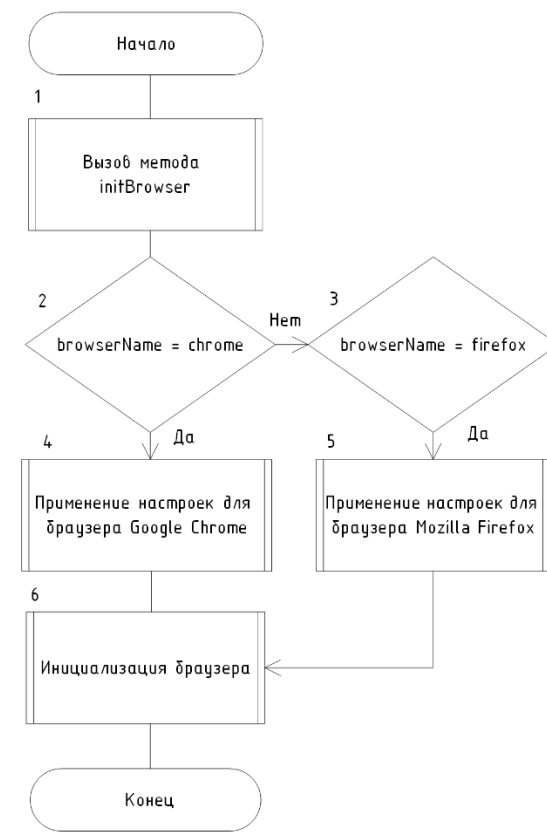 Начало
1
Вызов метода
initBrowser
2
browserName = chrome
Нет
3
browserName = firefox
Да
Да
4
Применение настроек для
браузера Google Chrome
5
Применение настроек для
браузера Mozilla Firefox
6
Инициализация браузера
Конец